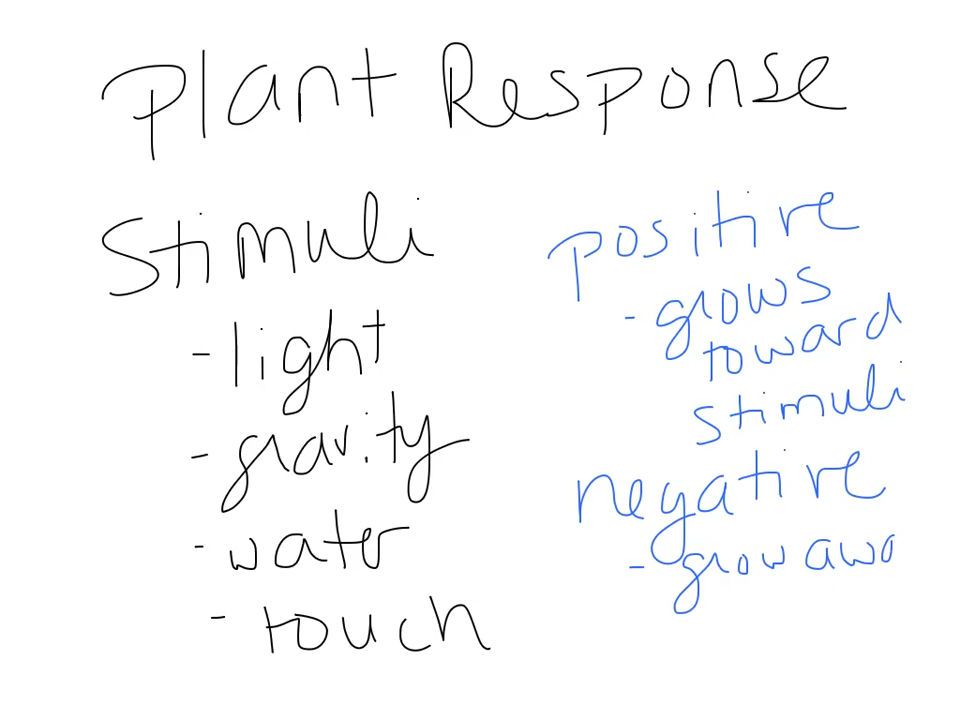 Plant Response
Stimuli
- light
- gravity
- water
- touch
positive
- grows
toward
stimuli
negative
- grow awa